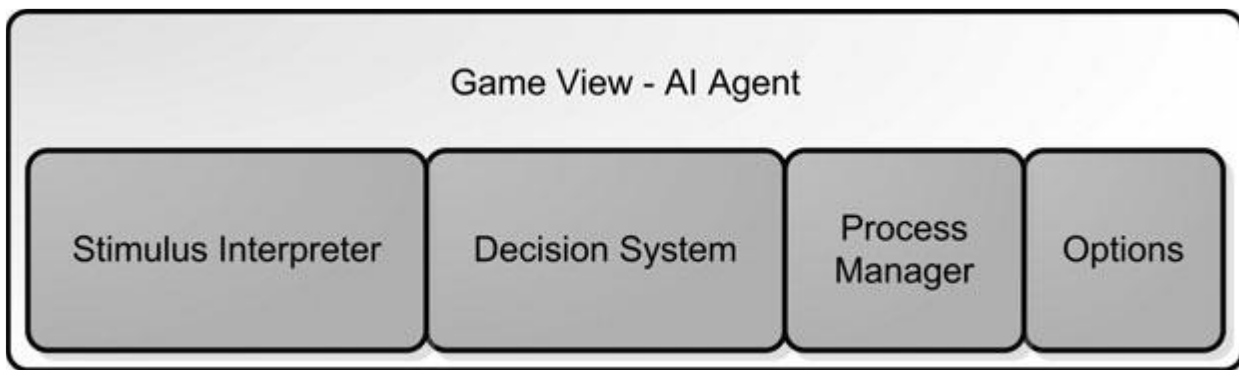 Game View - AI Agent
Stimulus Interpreter
Decision System
Process
Manager
Options